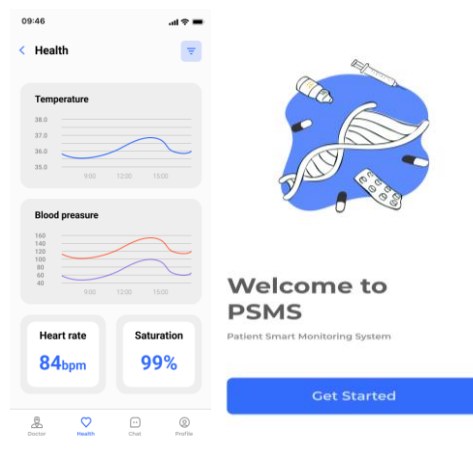 09:46
Health
Temperature
38.0
37.0
36.0
35.0
9:00 12:00 15:00
Blood preasure
160
140
120
100
80
60
40
9:00 12:00 15:00
Heart rate
84bpm
Saturation
99%
Doctor Health Chat Profile
Welcome to
PSMS
Patient Smart Monitoring System
Get Started